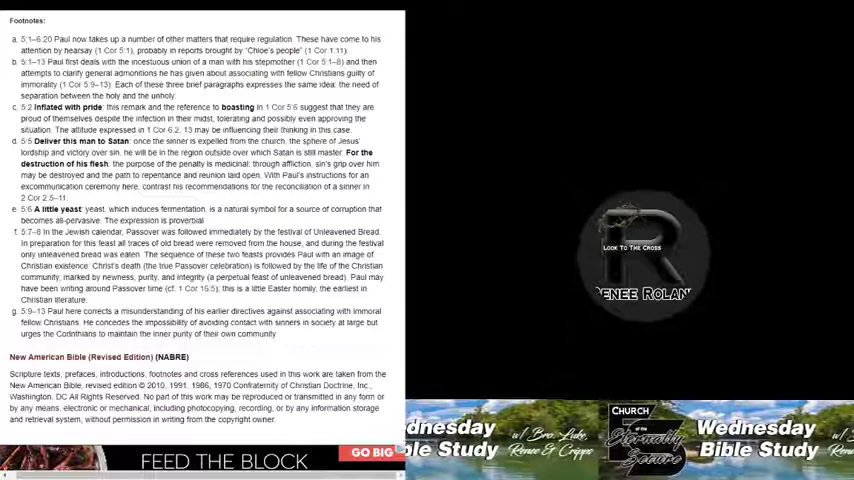 Footnotes:
a. 5:1–6:20 Paul now takes up a number of other matters that require regulation. These have come to his
attention by hearsay (1 Cor 5:1), probably in reports brought by "Chloe's people" (1 Cor 1:11).
b. 5:1–13 Paul first deals with the incestuous union of a man with his stepmother (1 Cor 5:1–8) and then
attempts to clarify general admonitions he has given about associating with fellow Christians guilty of
immorality (1 Cor 5:9–13). Each of these three brief paragraphs expresses the same idea: the need of
separation between the holy and the unholy.
c. 5:2 Inflated with pride: this remark and the reference to boasting in 1 Cor 5:6 suggest that they are
proud of themselves despite the infection in their midst, tolerating and possibly even approving the
situation. The attitude expressed in 1 Cor 6:2, 13 may be influencing their thinking in this case.
d. 5:5 Deliver this man to Satan: once the sinner is expelled from the church, the sphere of Jesus'
lordship and victory over sin, he will be in the region outside over which Satan is still master. For the
destruction of his flesh: the purpose of the penalty is medicinal: through affliction, sin's grip over him
may be destroyed and the path to repentance and reunion laid open. With Paul's instructions for an
excommunication ceremony here, contrast his recommendations for the reconciliation of a sinner in
2 Cor 2:5–11.
e. 5:6 A little yeast: yeast, which induces fermentation, is a natural symbol for a source of corruption that
becomes all-pervasive. The expression is proverbial.
f. 5:7–8 In the Jewish calendar, Passover was followed immediately by the festival of Unleavened Bread.
In preparation for this feast all traces of old bread were removed from the house, and during the festival
only unleavened bread was eaten. The sequence of these two feasts provides Paul with an image of
Christian existence: Christ's death (the true Passover celebration) is followed by the life of the Christian
community, marked by newness, purity, and integrity (a perpetual feast of unleavened bread). Paul may
have been writing around Passover time (cf. 1 Cor 16:5); this is a little Easter homily, the earliest in
Christian literature.
g. 5:9–13 Paul here corrects a misunderstanding of his earlier directives against associating with immoral
fellow Christians. He concedes the impossibility of avoiding contact with sinners in society at large but
urges the Corinthians to maintain the inner purity of their own community.
New American Bible (Revised Edition) (NABRE)
Scripture texts, prefaces, introductions, footnotes and cross references used in this work are taken from the
New American Bible, revised edition © 2010, 1991, 1986, 1970 Confraternity of Christian Doctrine, Inc.,
Washington, DC All Rights Reserved. No part of this work may be reproduced or transmitted in any form or
by any means, electronic or mechanical, including photocopying, recording, or by any information storage
and retrieval system, without permission in writing from the copyright owner.
FEED THE BLOCK
GO BIG
R
LOOK TO THE CROSS
RENEE ROLAN
dnesday
ble Study
w/ Bro. Luke,
Renee & Cripps
CHURCH
of the
Eternally
Secure
Wednesday
Bible Study
w/ Bro
Renee